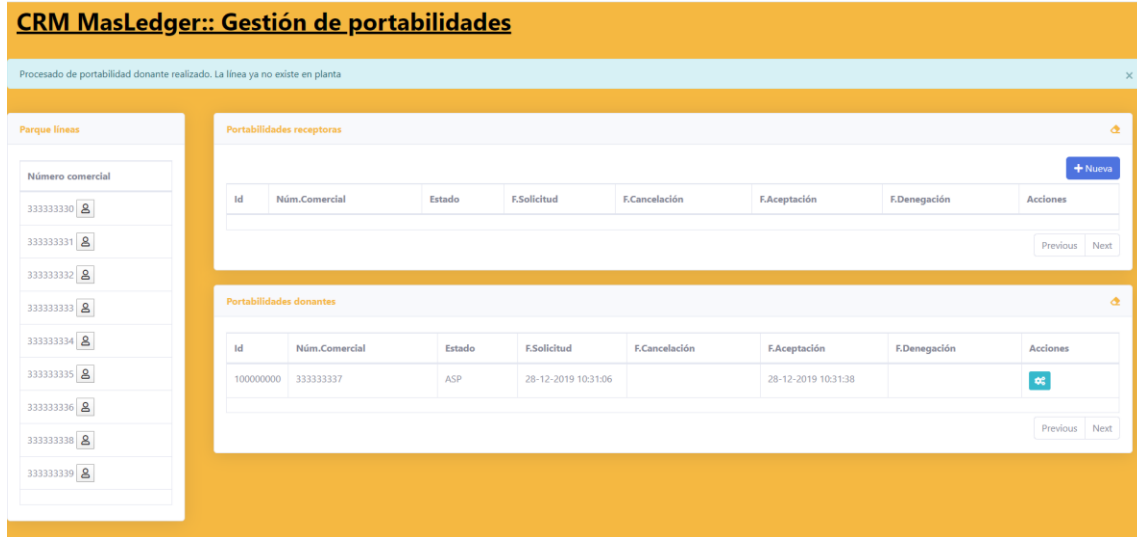 CRM MasLedger:: Gestión de portabilidades
Procesado de portabilidad donante realizado. La línea ya no existe en planta ×
Parque líneas
Número comercial
333333330
333333331
333333332
333333333
333333334
333333335
333333336
333333338
333333339
Portabilidades receptoras
+ Nueva
Id Núm.Comercial Estado F.Solicitud F.Cancelación F.Aceptación F.Denegación Acciones
Previous Next
Portabilidades donantes
Id Núm.Comercial Estado F.Solicitud F.Cancelación F.Aceptación F.Denegación Acciones
100000000 333333337 ASP 28-12-2019 10:31:06 28-12-2019 10:31:38
Previous Next